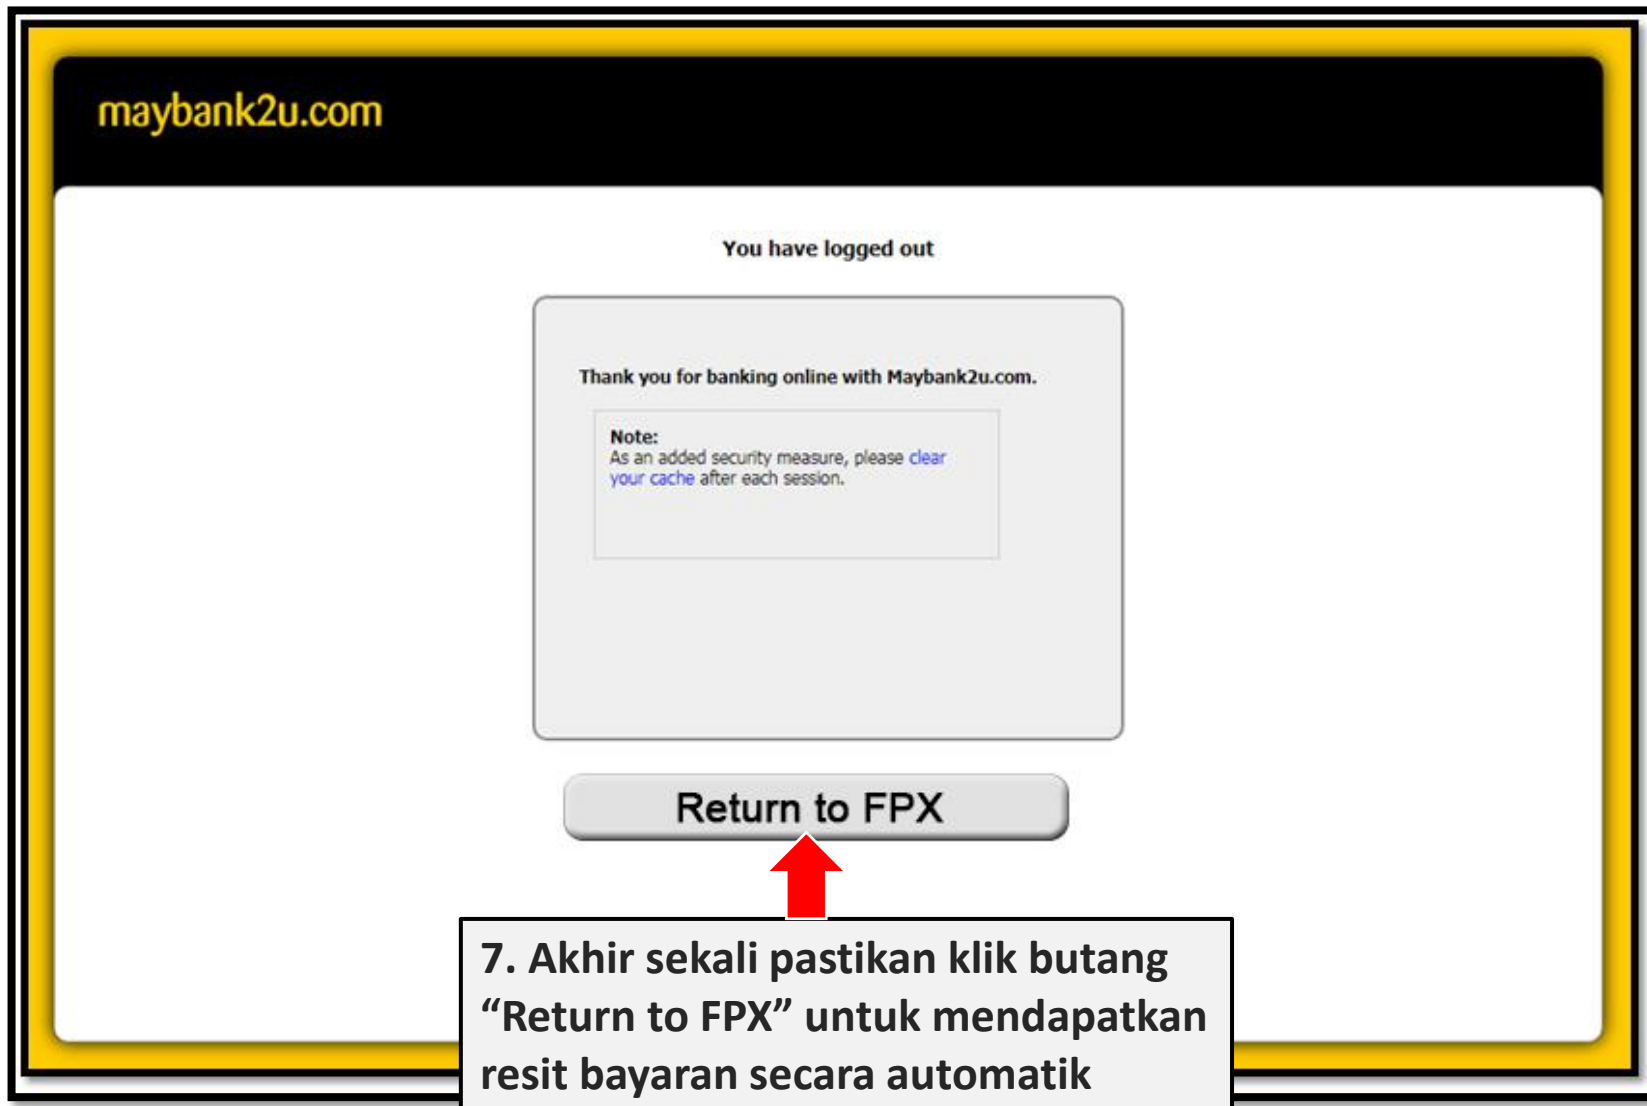 maybank2u.com
You have logged out
Thank you for banking online with Maybank2u.com.
Note:
As an added security measure, please clear
your cache after each session.
Return to FPX
7. Akhir sekali pastikan klik butang
“Return to FPX” untuk mendapatkan
resit bayaran secara automatik